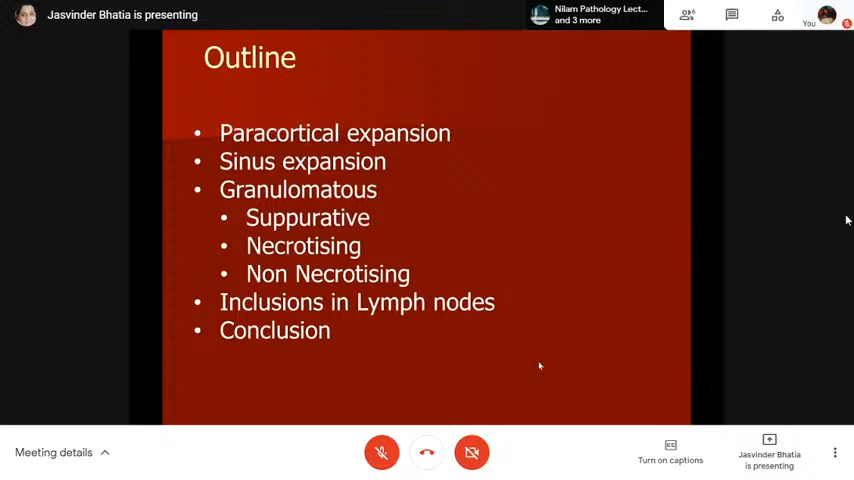 Jasvinder Bhatia is presenting
Nilam Pathology Lect...
and 3 more
6
You
Outline
• Paracortical expansion
• Sinus expansion
• Granulomatous
• Suppurative
• Necrotising
• Non Necrotising
• Inclusions in Lymph nodes
• Conclusion
Meeting details
Turn on captions
Jasvinder Bhatia
is presenting